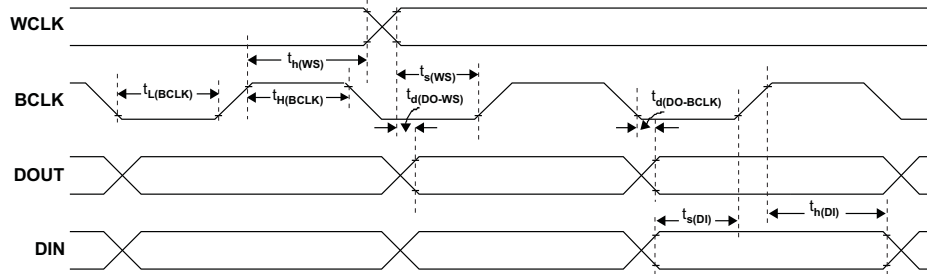 WCLK
th(WS)
ts(WS)
BCLK
tL(BCLK)
tH(BCLK)
td(DO-WS)
td(DO-BCLK)
DOUT
ts(DI)
th(DI)
DIN